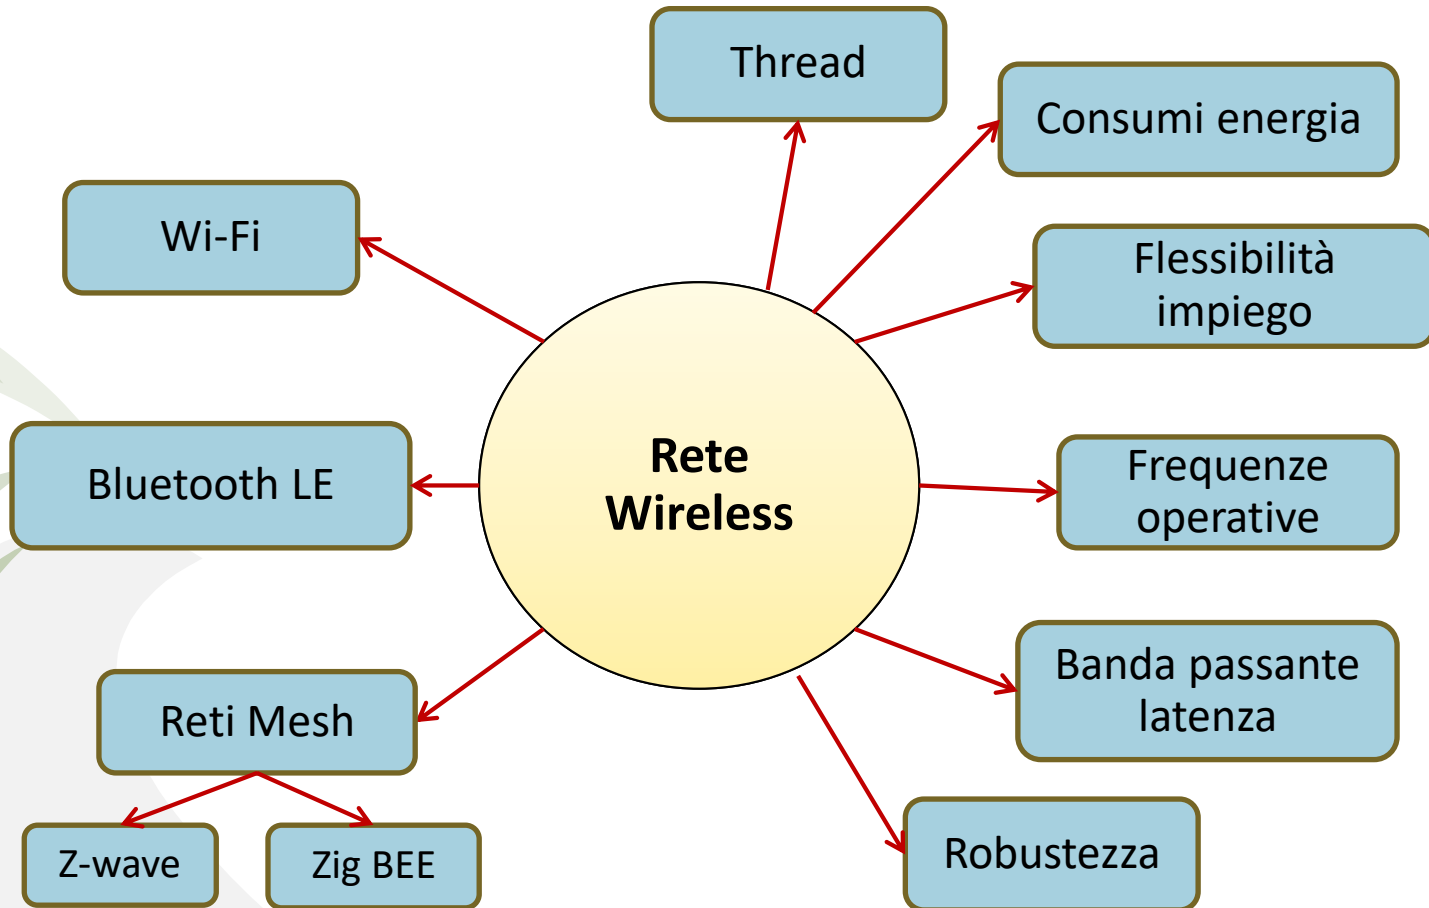 Thread
Consumi energia
Wi-Fi
Flessibilità
impiego
Rete
Wireless
Bluetooth LE
Frequenze
operative
Banda passante
latenza
Reti Mesh
Robustezza
Z-wave
Zig BEE